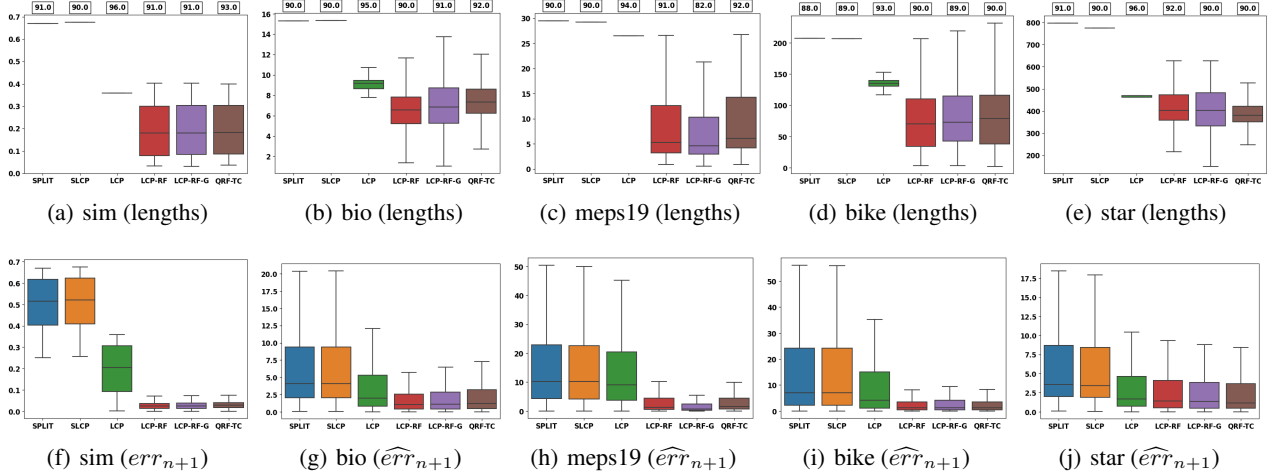 91.0 90.0 96.0 91.0 91.0 93.0
0.7
0.6
0.5
0.4
0.3
0.2
0.1
0.0
SPLIT SLCP LCP LCP-RF LCP-RF-G QRF-TC
(a) sim (lengths)
90.0 90.0 95.0 90.0 91.0 92.0
16
14
12
10
8
6
4
2
SPLIT SLCP LCP LCP-RF LCP-RF-G QRF-TC
(b) bio (lengths)
90.0 90.0 94.0 91.0 82.0 92.0
30
25
20
15
10
5
0
SPLIT SLCP LCP LCP-RF LCP-RF-G QRF-TC
(c) meps19 (lengths)
88.0 89.0 93.0 90.0 89.0 90.0
200
150
100
50
0
SPLIT SLCP LCP LCP-RF LCP-RF-G QRF-TC
(d) bike (lengths)
91.0 90.0 96.0 92.0 90.0 90.0
800
700
600
500
400
300
200
SPLIT SLCP LCP LCP-RF LCP-RF-G QRF-TC
(e) star (lengths)
0.7
0.6
0.5
0.4
0.3
0.2
0.1
0.0
SPLIT SLCP LCP LCP-RF LCP-RF-G QRF-TC
(f) sim (err_{n+1})
20.0
17.5
15.0
12.5
10.0
7.5
5.0
2.5
0.0
SPLIT SLCP LCP LCP-RF LCP-RF-G QRF-TC
(g) bio (\widehat{err}_{n+1})
50
40
30
20
10
0
SPLIT SLCP LCP LCP-RF LCP-RF-G QRF-TC
(h) meps19 (\widehat{err}_{n+1})
50
40
30
20
10
0
SPLIT SLCP LCP LCP-RF LCP-RF-G QRF-TC
(i) bike (\widehat{err}_{n+1})
17.5
15.0
12.5
10.0
7.5
5.0
2.5
0.0
SPLIT SLCP LCP LCP-RF LCP-RF-G QRF-TC
(j) star (\widehat{err}_{n+1})